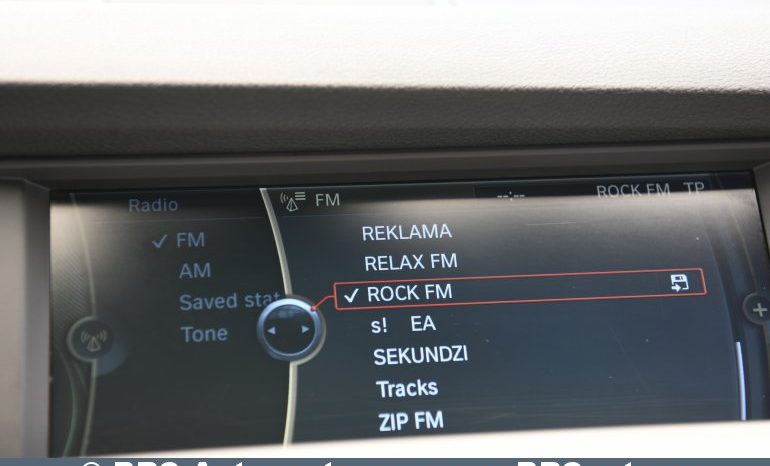 Radio
FM
--:--
ROCK FM TP
FM
AM
Saved stat
Tone
REKLAMA
RELAX FM
ROCK FM
s! EA
SEKUNDZI
Tracks
ZIP FM